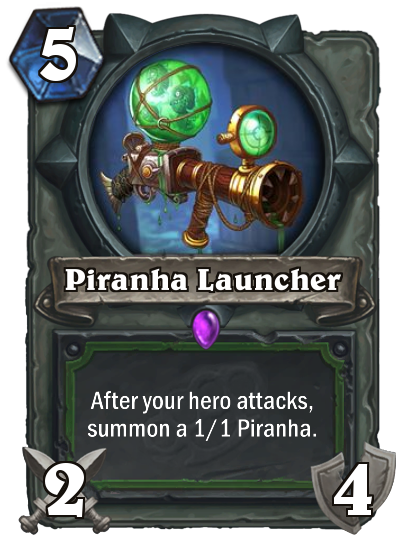 5
Piranha Launcher
After your hero attacks,
summon a 1/1 Piranha.
2
4